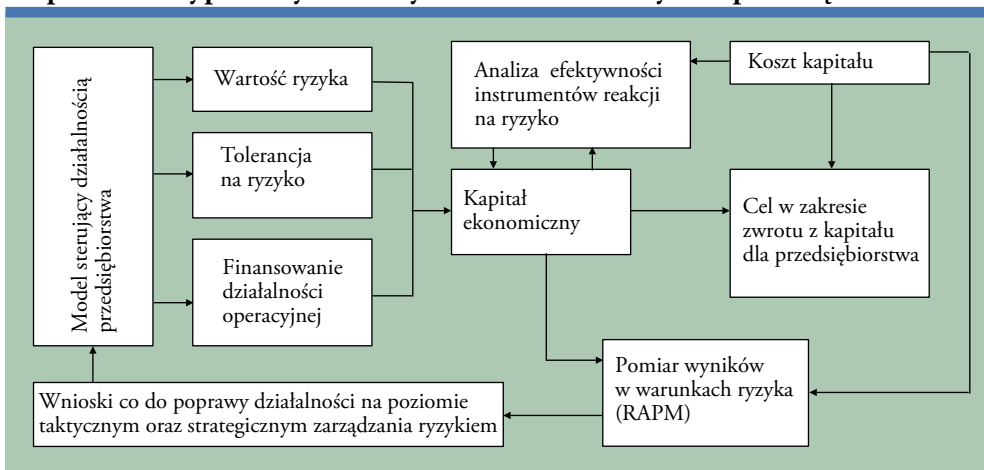 Model sterujący działalnością
przedsiębiorstwa
Wartość ryzyka
Tolerancja
na ryzyko
Finansowanie
działalności
operacyjnej
Analiza efektywności
instrumentów reakcji
na ryzyko
Koszt kapitału
Kapitał
ekonomiczny
Cel w zakresie
zwrotu z kapitału
dla przedsiębiorstwa
Pomiar wyników
w warunkach ryzyka
(RAPM)
Wnioski co do poprawy działalności na poziomie
taktycznym oraz strategicznym zarządzania ryzykiem